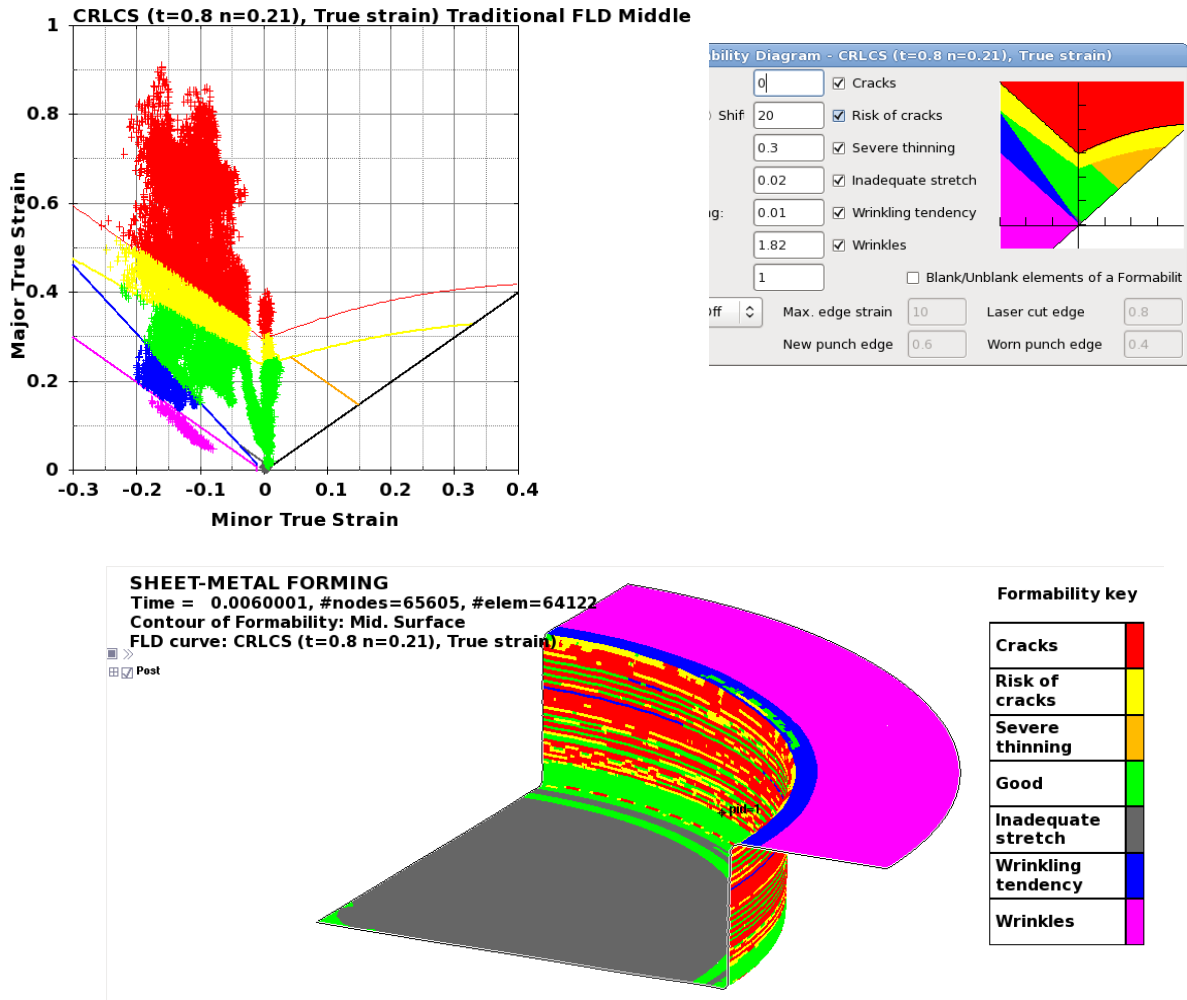 CRLCS (t=0.8 n=0.21), True strain) Traditional FLD Middle
1
0.8
0.6
0.4
0.2
0
Major True Strain
-0.3 -0.2 -0.1 0 0.1 0.2 0.3 0.4
Minor True Strain
bility Diagram - CRLCS (t=0.8 n=0.21), True strain)
0 Cracks
Shif 20 Risk of cracks
0.3 Severe thinning
0.02 Inadequate stretch
ng: 0.01 Wrinkling tendency
1.82 Wrinkles
1 Blank/Unblank elements of a Formabilit
Off Max. edge strain 10 Laser cut edge 0.8
New punch edge 0.6 Worn punch edge 0.4
SHEET-METAL FORMING
Time = 0.0060001, #nodes=65605, #elem=64122
Contour of Formability: Mid. Surface
FLD curve: CRLCS (t=0.8 n=0.21), True strain)
Post
pid=1
Formability key
Cracks
Risk of
cracks
Severe
thinning
Good
Inadequate
stretch
Wrinkling
tendency
Wrinkles